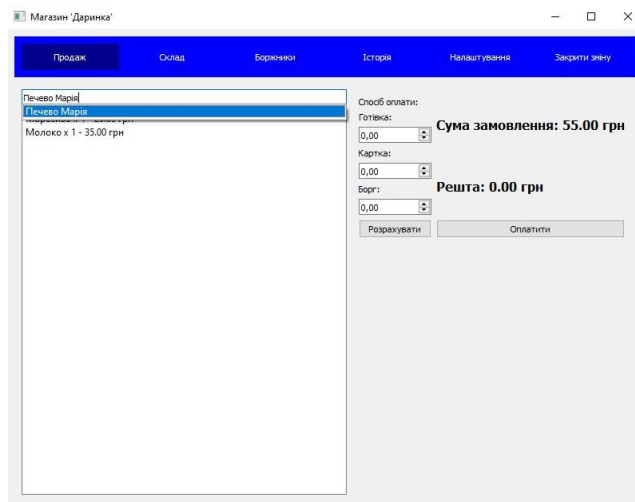 Магазин 'Даринка'
Продаж
Склад
Боржники
Історія
Налаштування
Закрити зміну
Печево Марія
Печево Марія
Молоко x 1 - 35.00 грн
Спосіб оплати:
Готівка:
0,00
Сума замовлення: 55.00 грн
Картка:
0,00
Борг:
Решта: 0.00 грн
0,00
Розрахувати
Оплатити